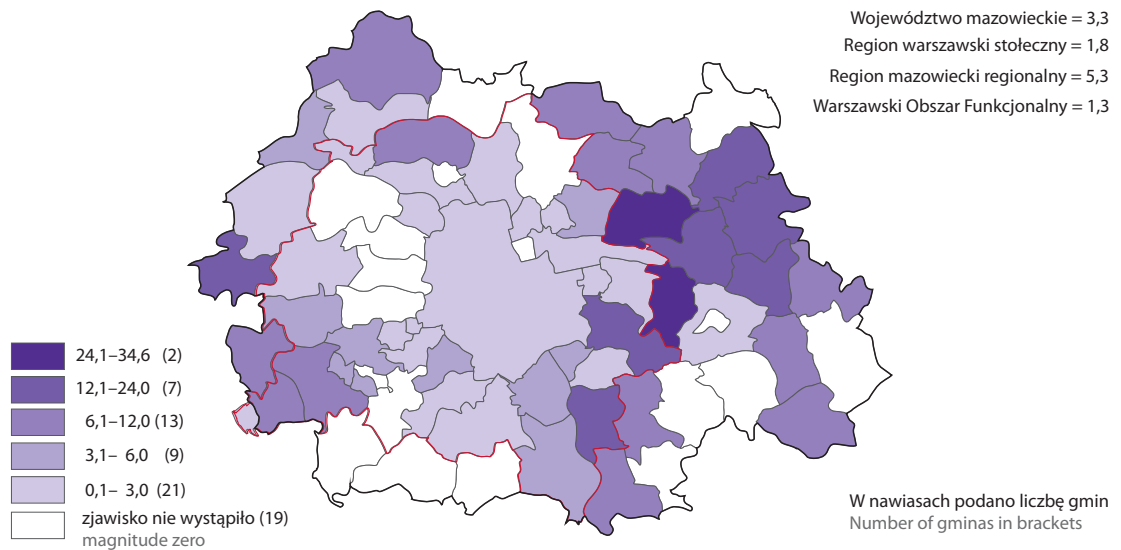 Województwo mazowieckie = 3,3
Region warszawski stołeczny = 1,8
Region mazowiecki regionalny = 5,3
Warszawski Obszar Funkcjonalny = 1,3
24,1–34,6 (2)
12,1–24,0 (7)
6,1–12,0 (13)
3,1– 6,0 (9)
0,1– 3,0 (21)
zjawisko nie wystąpiło (19)
magnitude zero
W nawiasach podano liczbę gmin
Number of gminas in brackets